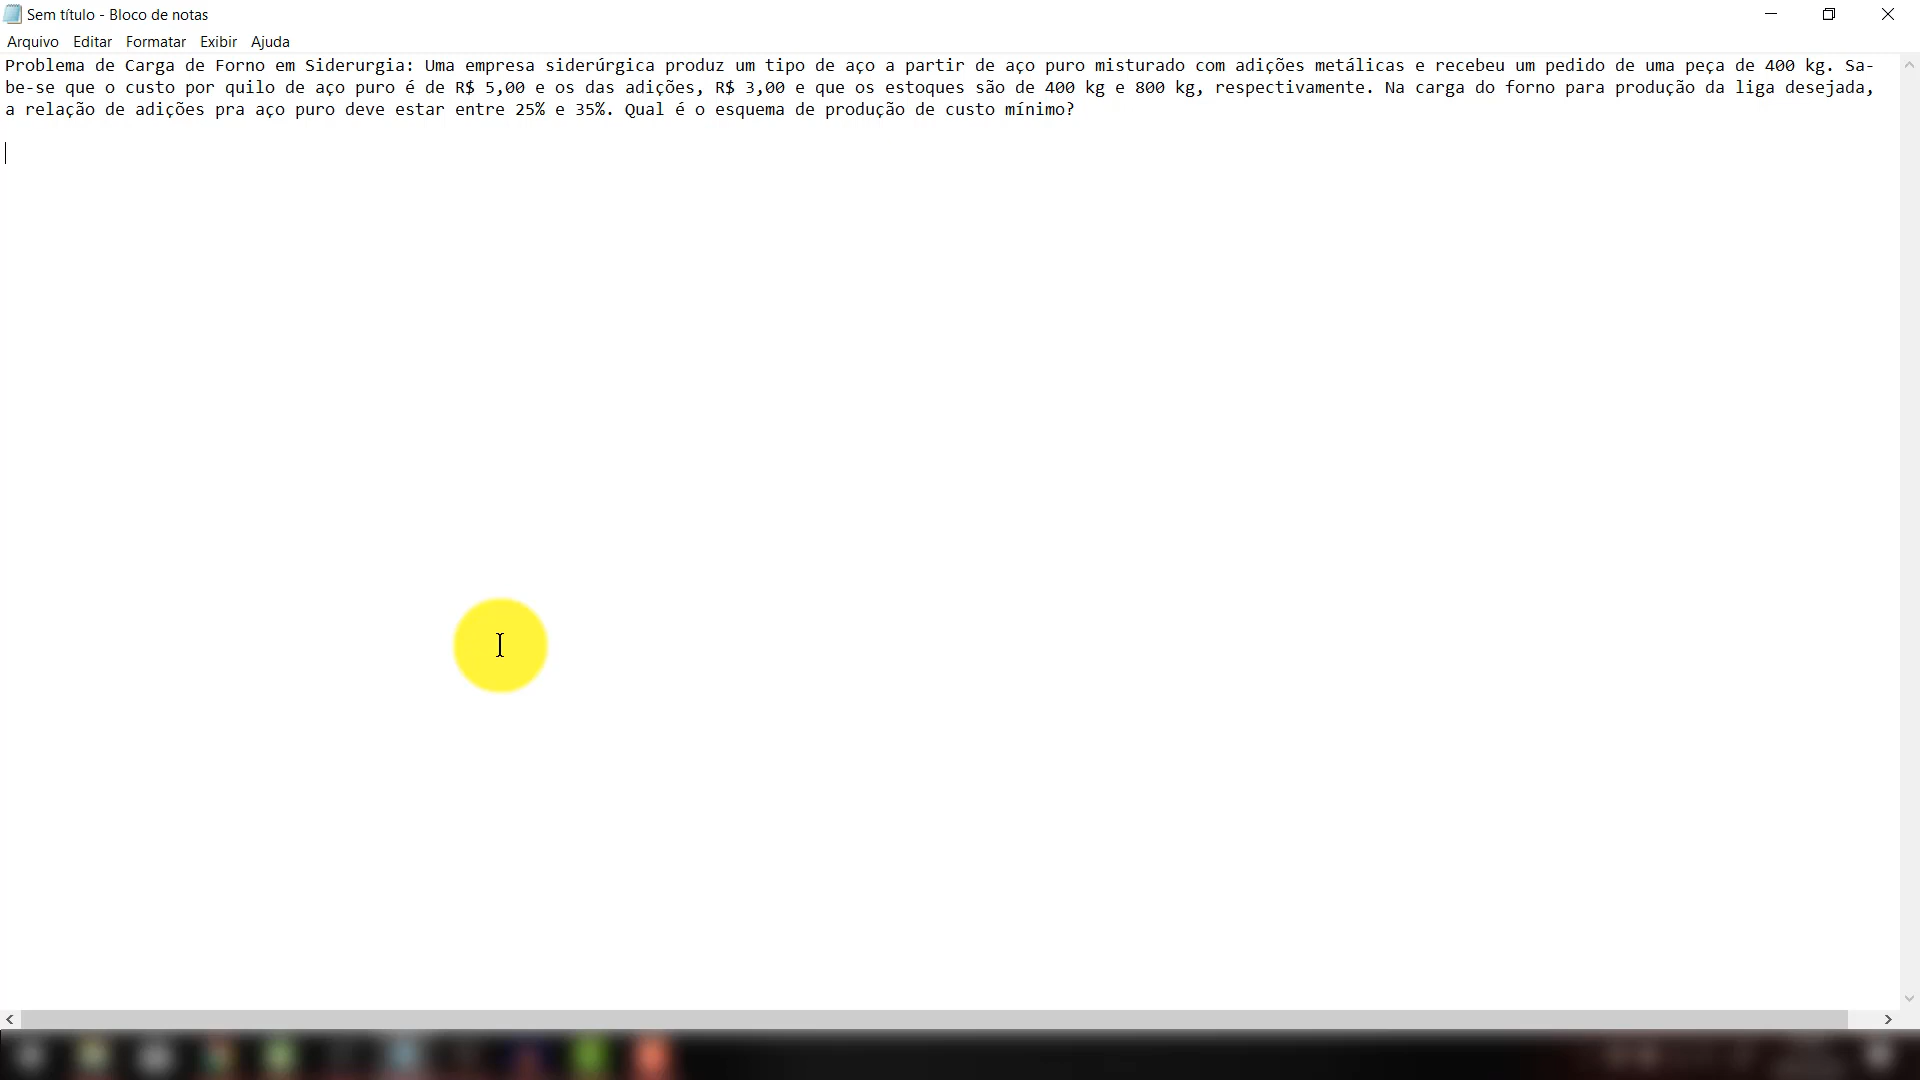 Sem título - Bloco de notas
Arquivo Editar Formatar Exibir Ajuda
Problema de Carga de Forno em Siderurgia: Uma empresa siderúrgica produz um tipo de aço a partir de aço puro misturado com adições metálicas e recebeu um pedido de uma peça de 400 kg. Sa-
be-se que o custo por quilo de aço puro é de R$ 5,00 e os das adições, R$ 3,00 e que os estoques são de 400 kg e 800 kg, respectivamente. Na carga do forno para produção da liga desejada,
a relação de adições pra aço puro deve estar entre 25% e 35%. Qual é o esquema de produção de custo mínimo?